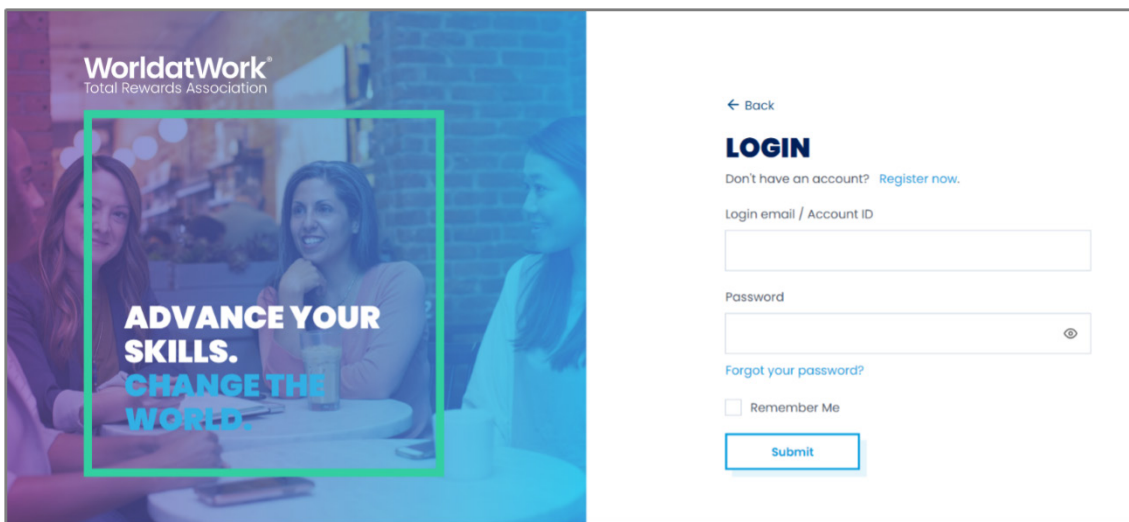 WorldatWork®
Total Rewards Association
ADVANCE YOUR
SKILLS.
CHANGE THE
WORLD.
← Back
LOGIN
Don't have an account? Register now.
Login email / Account ID
Password
Forgot your password?
Remember Me
Submit